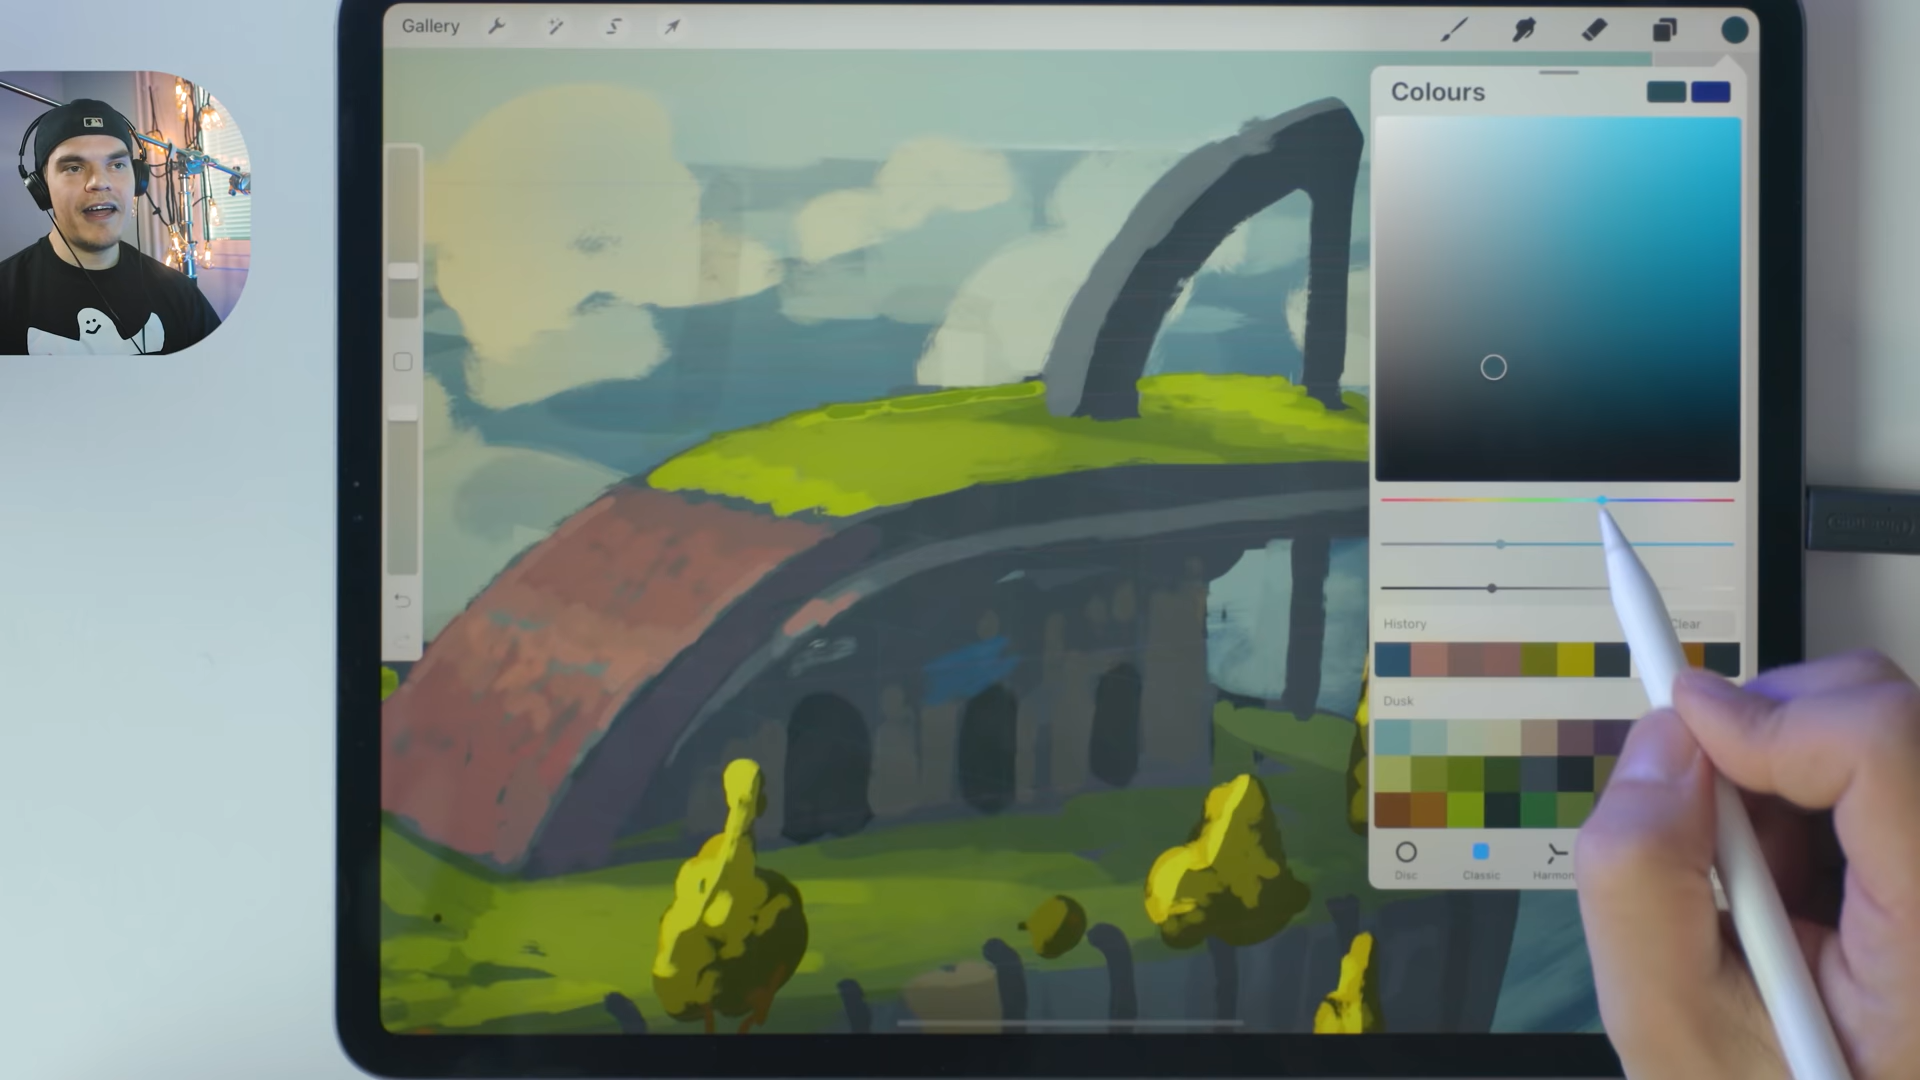 Gallery
Colours
History
Clear
Dusk
Disc
Classic
Harmon